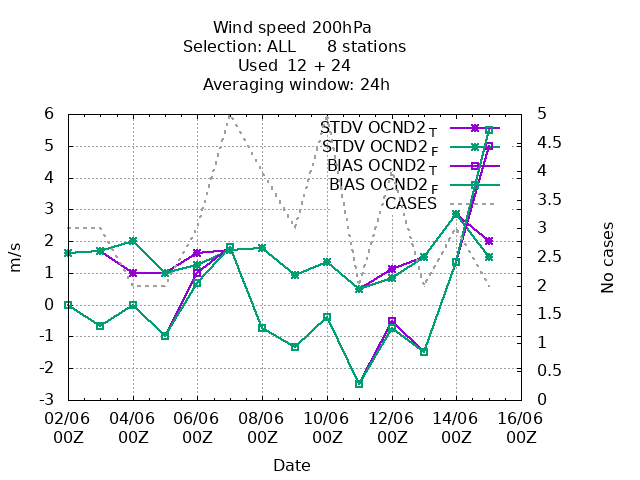 Wind speed 200hPa
Selection: ALL 8 stations
Used 12 + 24
Averaging window: 24h
STDV OCND2 T
STDV OCND2 F
BIAS OCND2 T
BIAS OCND2 F
CASES
6
5
4
3
2
1
0
-1
-2
-3
m/s
5
4.5
4
3.5
3
2.5
2
1.5
1
0.5
0
No cases
02/06 04/06 06/06 08/06 10/06 12/06 14/06 16/06
00Z 00Z 00Z 00Z 00Z 00Z 00Z 00Z
Date